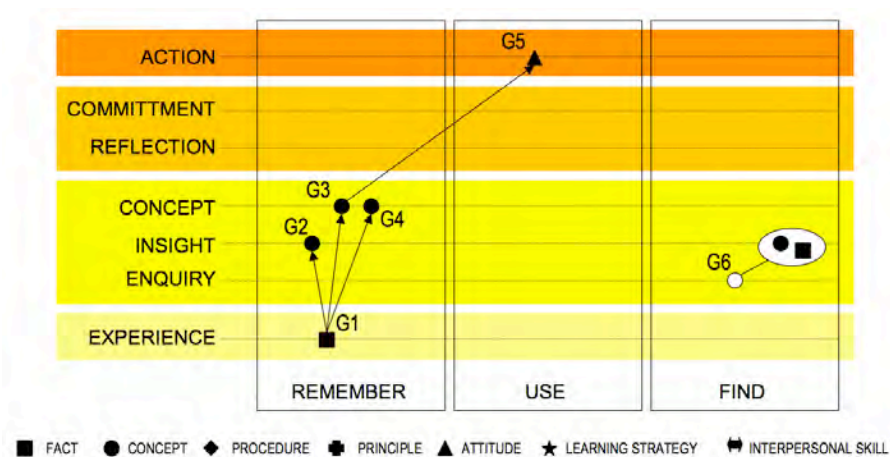 ACTION
G5
COMMITTMENT
REFLECTION
CONCEPT
G3
G4
G2
INSIGHT
G6
ENQUIRY
G1
EXPERIENCE
REMEMBER USE FIND
FACT CONCEPT PROCEDURE PRINCIPLE ATTITUDE LEARNING STRATEGY INTERPERSONAL SKILL